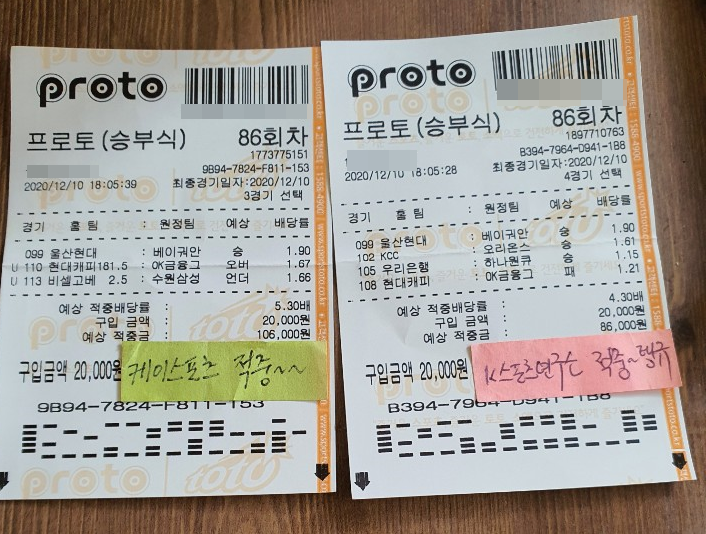 proto
프로토(승부식) 86회차
1773775151
9B94-7824-F811-153
2020/12/10 18:05:39 최종경기일자:2020/12/10
3경기 선택
경기 홈 팀 : 원정팀 예상 배당률
099 울산현대 : 베이궈안 승 1.90
U 110 현대캐피181.5 : OK금융그 오버 1.67
U 113 비셀고베 2.5 : 수원삼성 언더 1.66
예상 적중배당률 : 5.30배
구입 금액 : 20,000원
예상 적중금 : 106,000원
구입금액 20,000원
케이스포츠 적중~~
9B94-7824-F811-153
proto toto
proto
프로토(승부식) 86회차
1897710763
B394-7964-D941-1B8
2020/12/10 18:05:28 최종경기일자:2020/12/10
4경기 선택
경기 홈 팀 : 원정팀 예상 배당률
099 울산현대 : 베이궈안 승 1.90
102 KCC : 오리온스 승 1.61
105 우리은행 : 하나원큐 승 1.15
108 현대캐피 : OK금융그 패 1.21
예상 적중배당률 : 4.30배
구입 금액 : 20,000원
예상 적중금 : 86,000원
구입금액 20,000원
K스포츠연구소 적중~
B394-7964-D941-1B8
proto toto